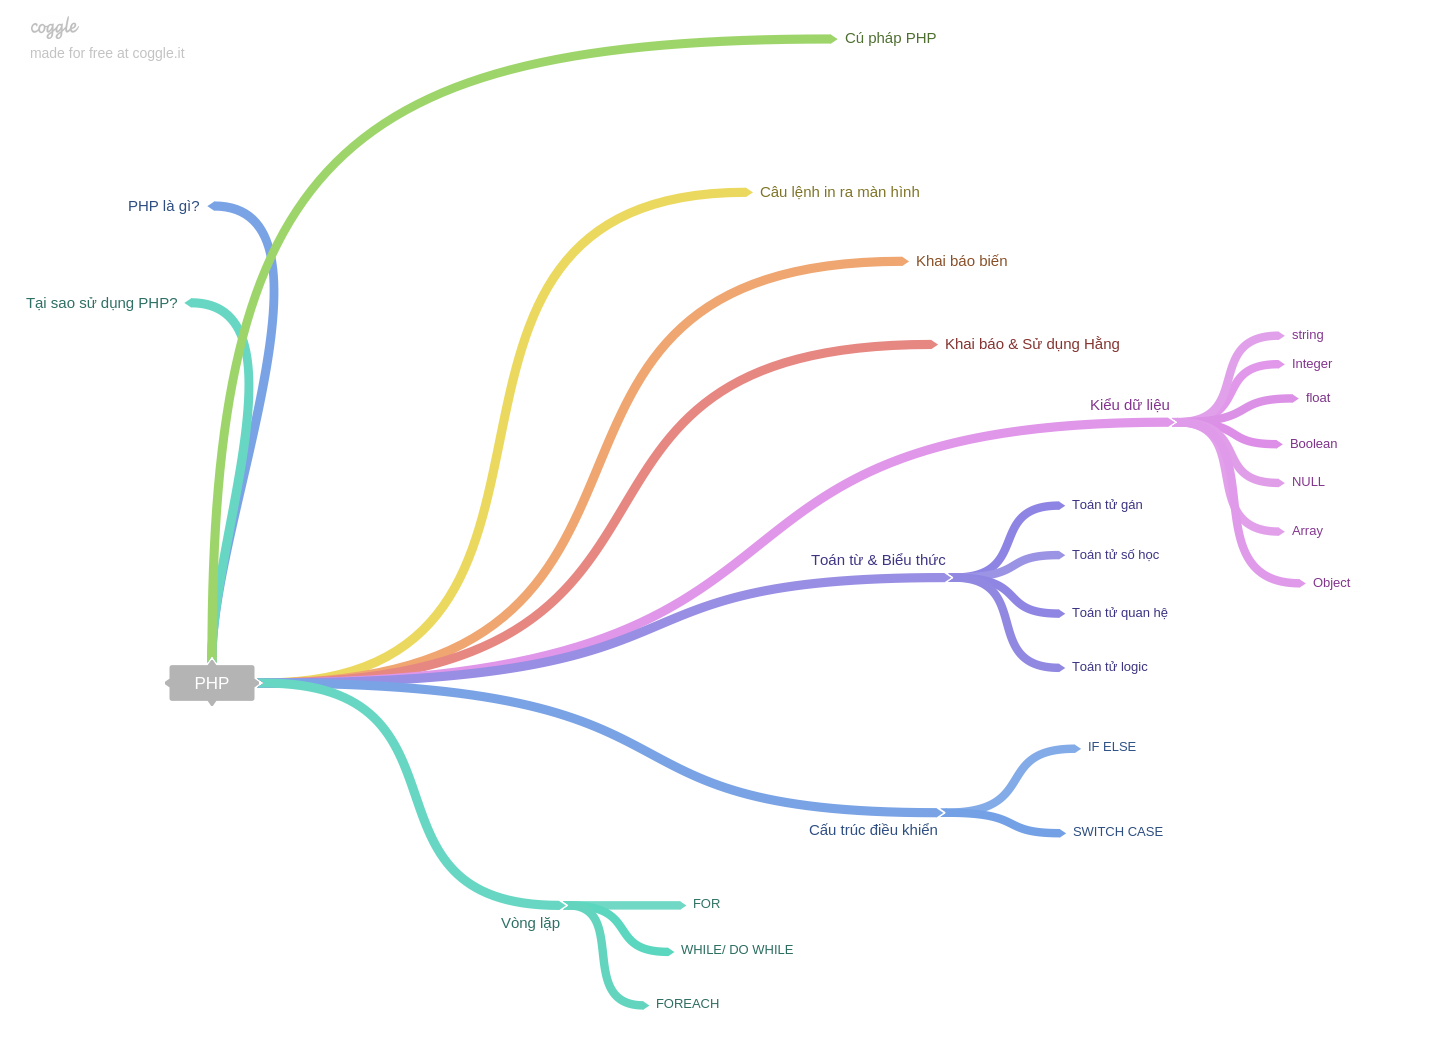 coggle
made for free at coggle.it
Cú pháp PHP
PHP là gì?
Câu lệnh in ra màn hình
Khai báo biến
Tại sao sử dụng PHP?
Khai báo & Sử dụng Hằng
Kiểu dữ liệu
string
Integer
float
Boolean
NULL
Array
Object
Toán từ & Biểu thức
Toán tử gán
Toán tử số học
Toán tử quan hệ
Toán tử logic
PHP
Cấu trúc điều khiển
IF ELSE
SWITCH CASE
Vòng lặp
FOR
WHILE/ DO WHILE
FOREACH